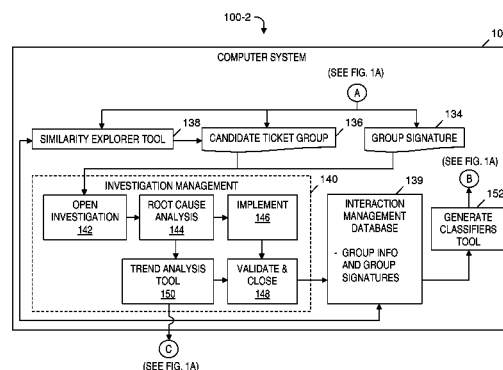 100-2
10
COMPUTER SYSTEM
(SEE FIG. 1A)
A
138
136
134
SIMILARITY EXPLORER TOOL
CANDIDATE TICKET GROUP
GROUP SIGNATURE
(SEE FIG. 1A)
B
INVESTIGATION MANAGEMENT
140
139
152
OPEN
INVESTIGATION
142
ROOT CAUSE
ANALYSIS
144
IMPLEMENT
146
INTERACTION
MANAGEMENT
DATABASE
- GROUP INFO
AND GROUP
SIGNATURES
GENERATE
CLASSIFIERS
TOOL
TREND ANALYSIS
TOOL
150
VALIDATE &
CLOSE
148
C
(SEE FIG. 1A)